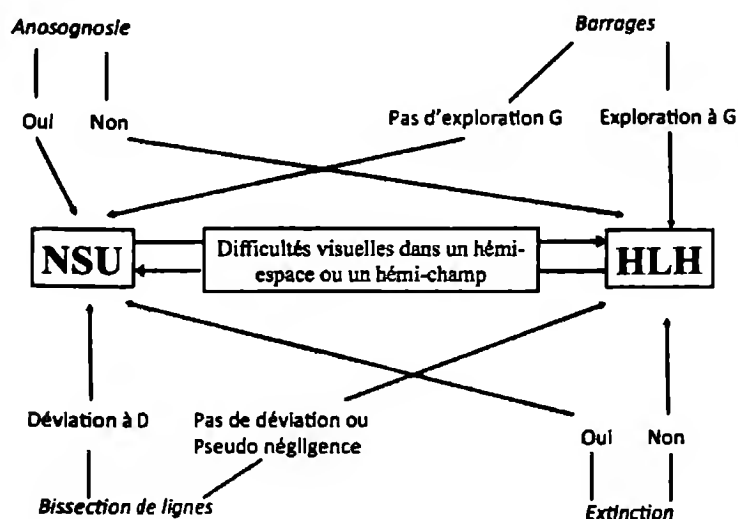 Anosognosie
Barrages
Oui Non
Pas d'exploration G Exploration à G
NSU
Difficultés visuelles dans un hémi-
espace ou un hémi-champ
HLH
Déviation à D
Pas de déviation ou
Pseudo négligence
Oui Non
Bissection de lignes
Extinction